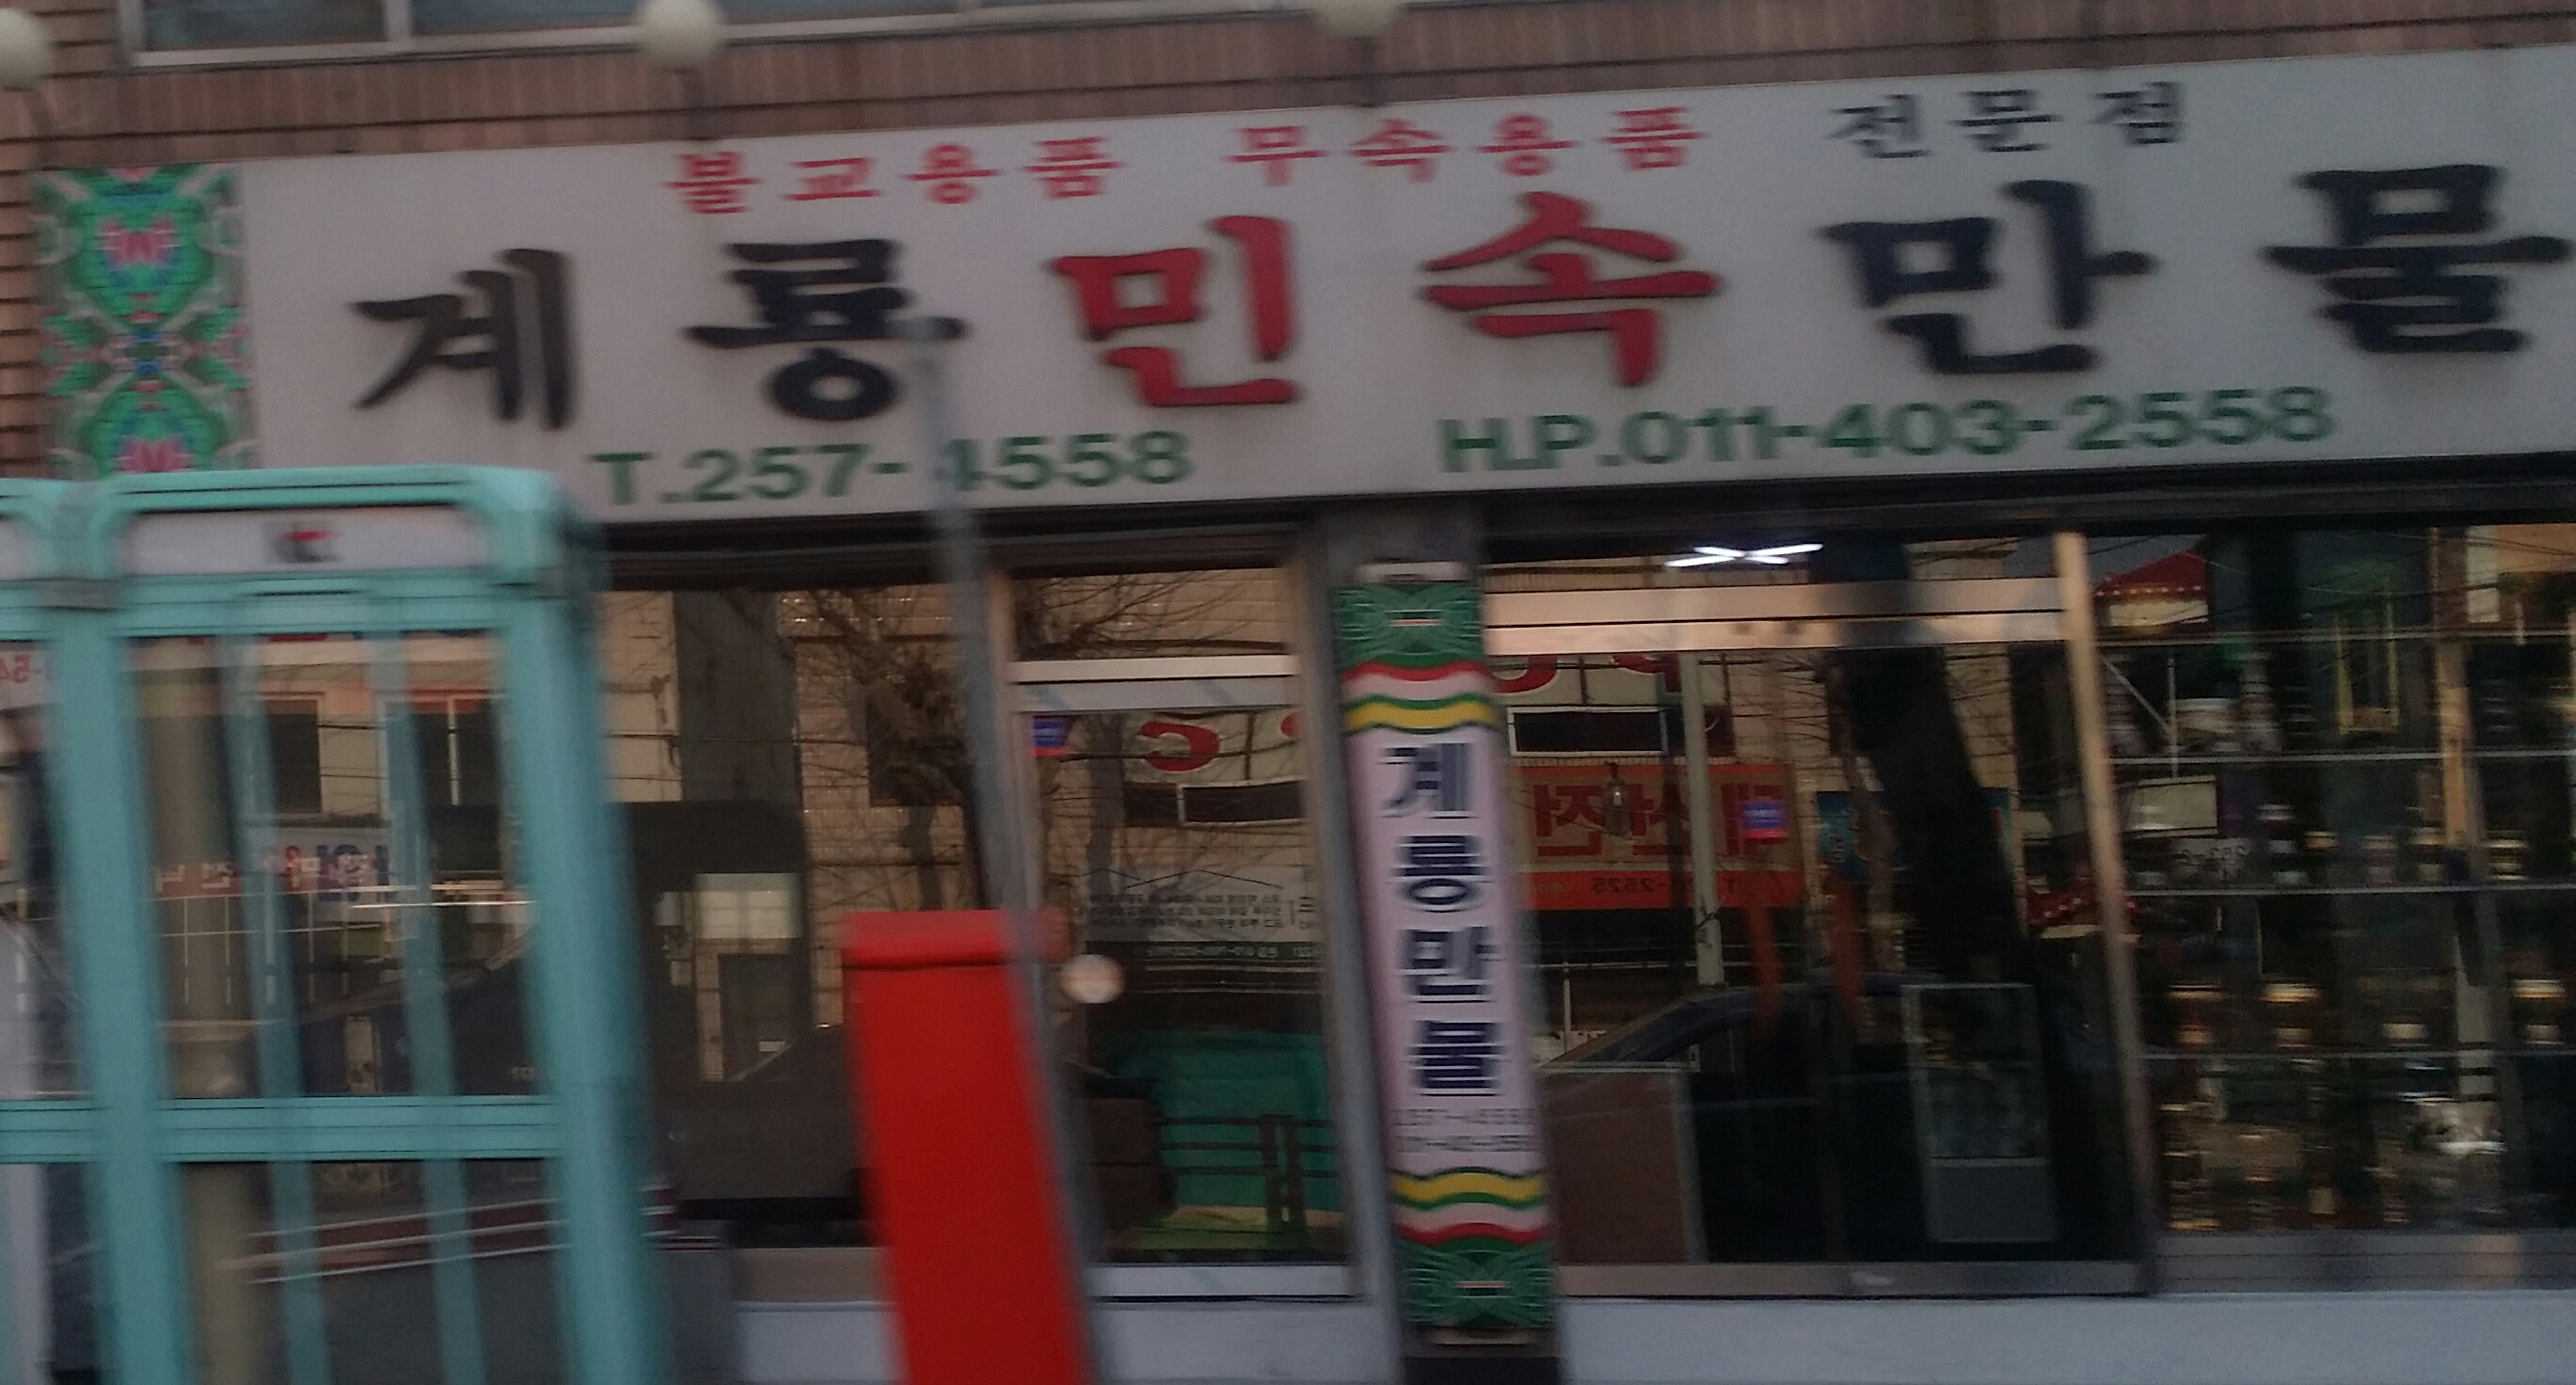 불교용품 무속용품 전문점
계룡민속만물
T.257-4558 H.P.011-403-2558
계룡만물